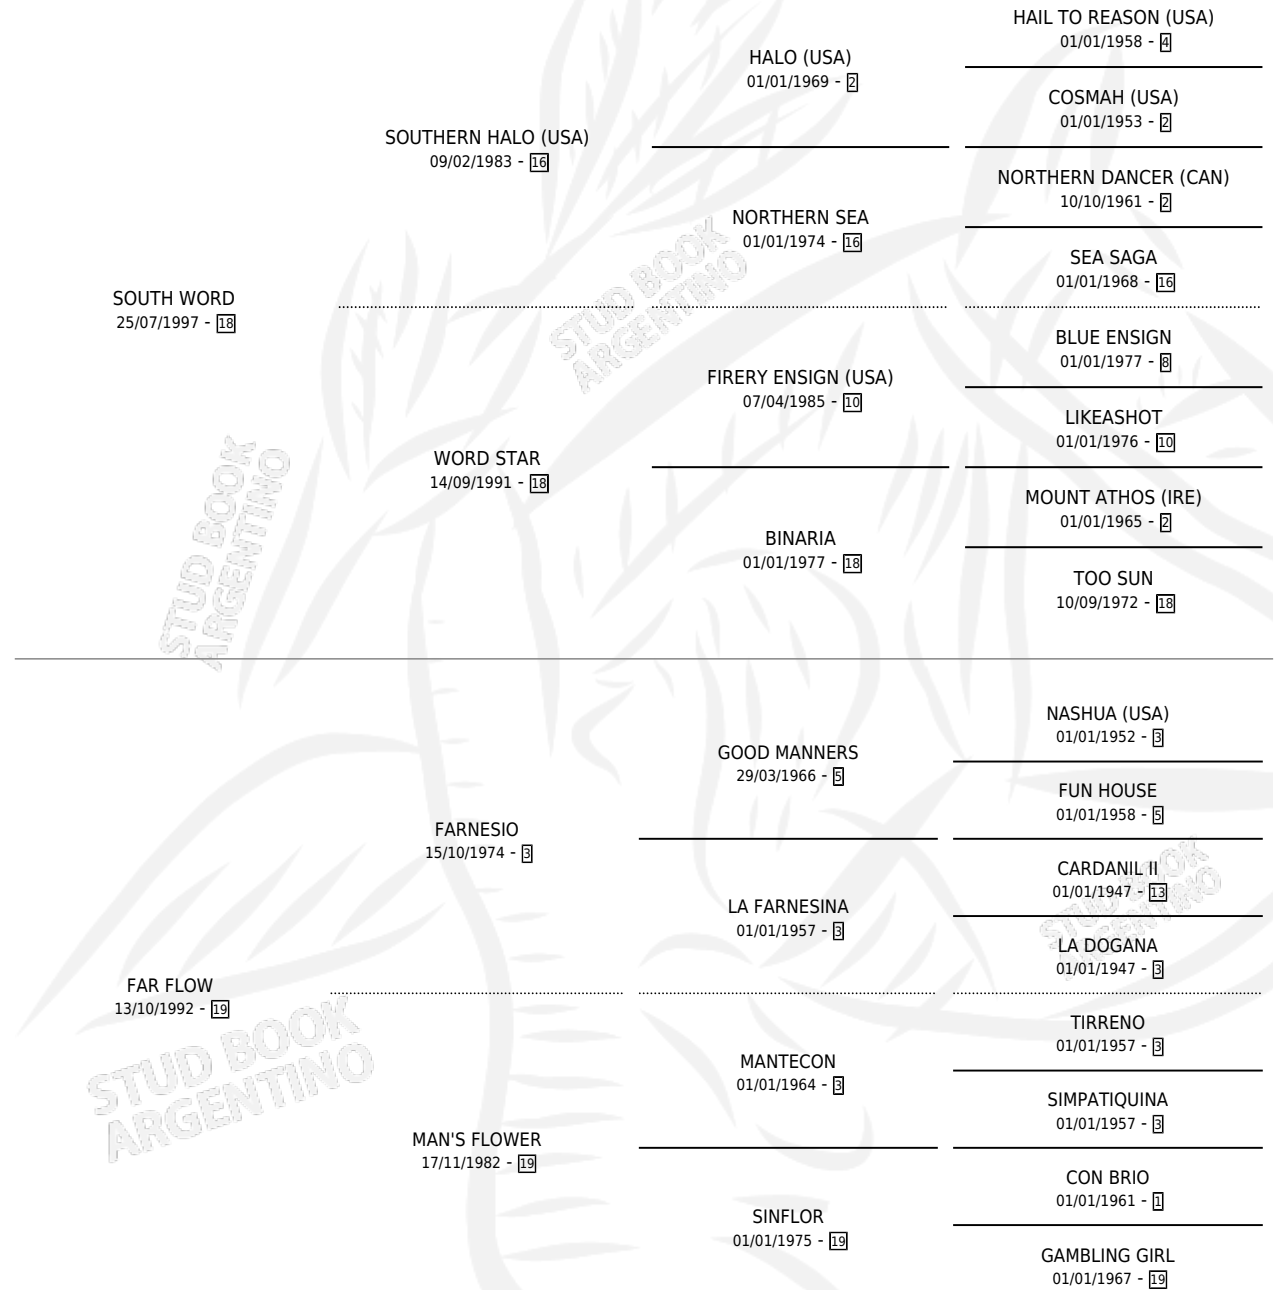 HAIL TO REASON (USA)
01/01/1958 - 4
HALO (USA)
01/01/1969 - 2
COSMAH (USA)
01/01/1953 - 2
SOUTHERN HALO (USA)
09/02/1983 - 16
NORTHERN DANCER (CAN)
10/10/1961 - 2
NORTHERN SEA
01/01/1974 - 16
SEA SAGA
01/01/1968 - 16
SOUTH WORD
25/07/1997 - 18
BLUE ENSIGN
01/01/1977 - 8
FIRERY ENSIGN (USA)
07/04/1985 - 10
LIKEASHOT
01/01/1976 - 10
WORD STAR
14/09/1991 - 18
MOUNT ATHOS (IRE)
01/01/1965 - 2
BINARIA
01/01/1977 - 18
TOO SUN
10/09/1972 - 18
NASHUA (USA)
01/01/1952 - 3
GOOD MANNERS
29/03/1966 - 5
FUN HOUSE
01/01/1958 - 5
FARNESIO
15/10/1974 - 3
CARDANIL II
01/01/1947 - 13
LA FARNESINA
01/01/1957 - 3
LA DOGANA
01/01/1947 - 3
FAR FLOW
13/10/1992 - 19
TIRRENO
01/01/1957 - 3
MANTECON
01/01/1964 - 3
SIMPATIQUINA
01/01/1957 - 3
MAN'S FLOWER
17/11/1982 - 19
CON BRIO
01/01/1961 - 1
SINFLOR
01/01/1975 - 19
GAMBLING GIRL
01/01/1967 - 19
STUD BOOK
ARGENTINO
STUD BOOK
ARGENTINO
STUD BOOK
ARGENTINO
STUD BOOK
ARGENTINO